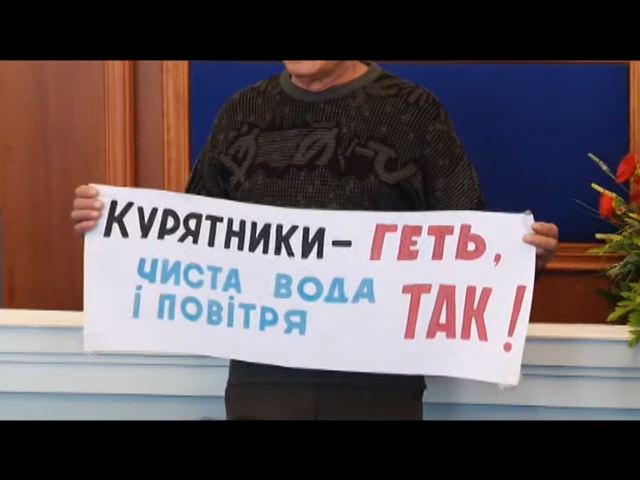 КУРЯТНИКИ – ГЕТЬ,
ЧИСТА ВОДА
І ПОВІТРЯ ТАК!